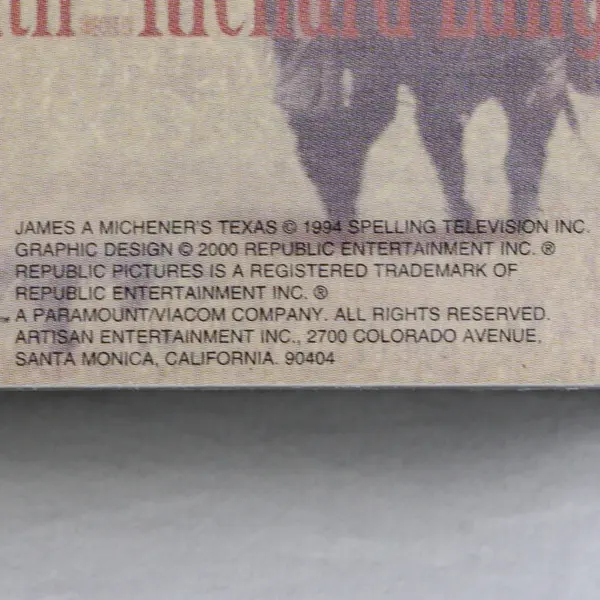 Richard
JAMES A MICHENER'S TEXAS © 1994 SPELLING TELEVISION INC.
GRAPHIC DESIGN © 2000 REPUBLIC ENTERTAINMENT INC. ®
REPUBLIC PICTURES IS A REGISTERED TRADEMARK OF
REPUBLIC ENTERTAINMENT INC. ®
A PARAMOUNT/VIACOM COMPANY. ALL RIGHTS RESERVED.
ARTISAN ENTERTAINMENT INC., 2700 COLORADO AVENUE,
SANTA MONICA, CALIFORNIA. 90404